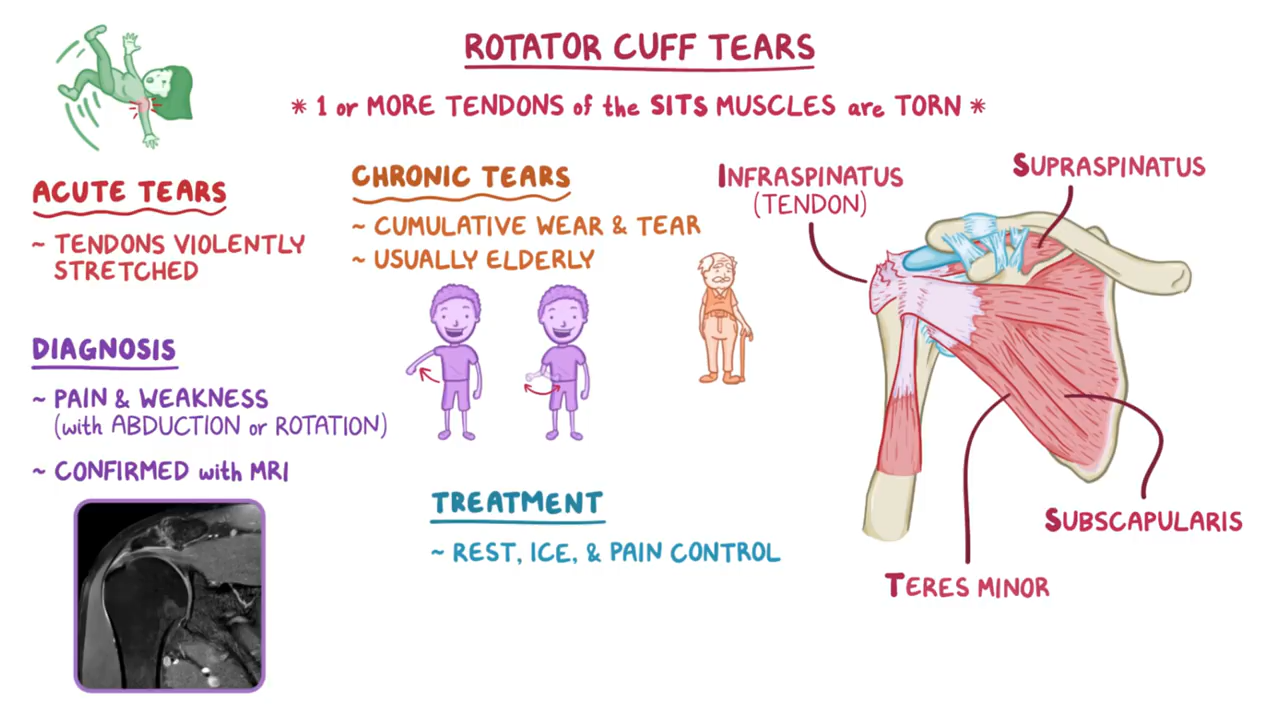 ROTATOR CUFF TEARS
* 1 or MORE TENDONS of the SITS MUSCLES are TORN *
ACUTE TEARS
~ TENDONS VIOLENTLY
STRETCHED
CHRONIC TEARS
~ CUMULATIVE WEAR & TEAR
~ USUALLY ELDERLY
DIAGNOSIS
~ PAIN & WEAKNESS
(with ABDUCTION or ROTATION)
~ CONFIRMED with MRI
TREATMENT
~ REST, ICE, & PAIN CONTROL
INFRASPINATUS
(TENDON)
SUPRASPINATUS
SUBSCAPULARIS
TERES MINOR